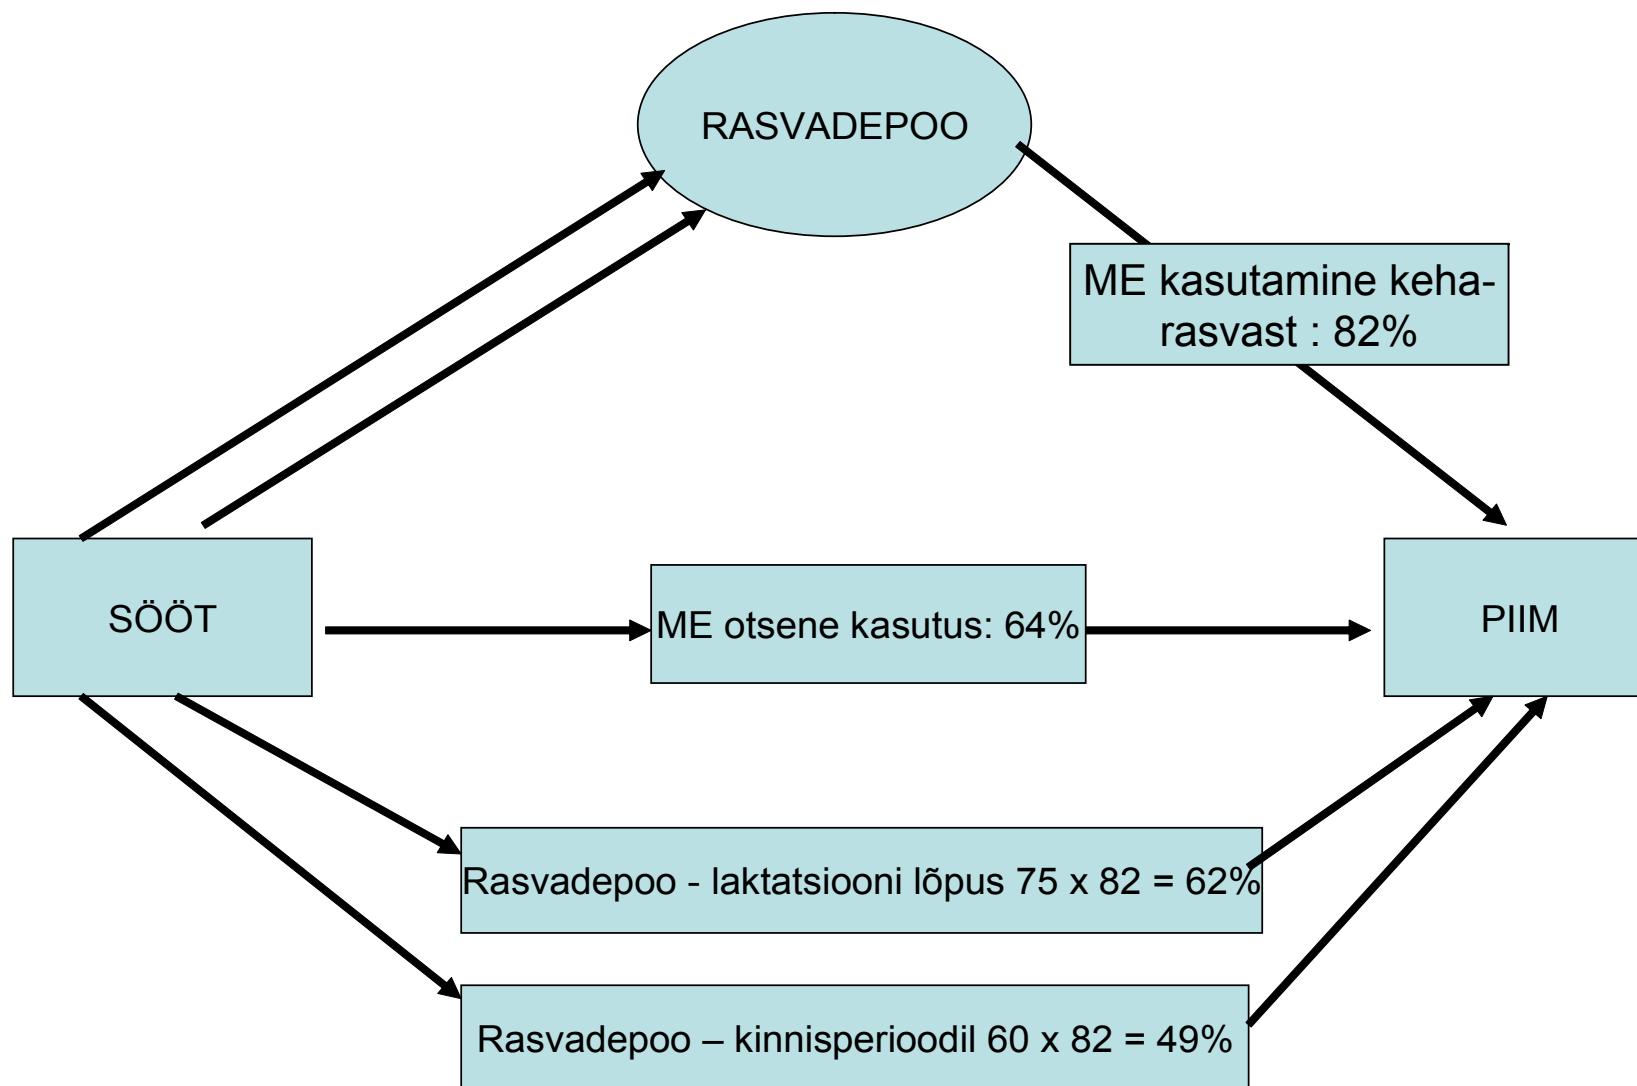 RASVADEPOO
ME kasutamine keha-
rasvast : 82%
SÖÖT
ME otsene kasutus: 64%
PIIM
Rasvadepoo - laktatsiooni lõpus 75 x 82 = 62%
Rasvadepoo – kinnisperioodil 60 x 82 = 49%